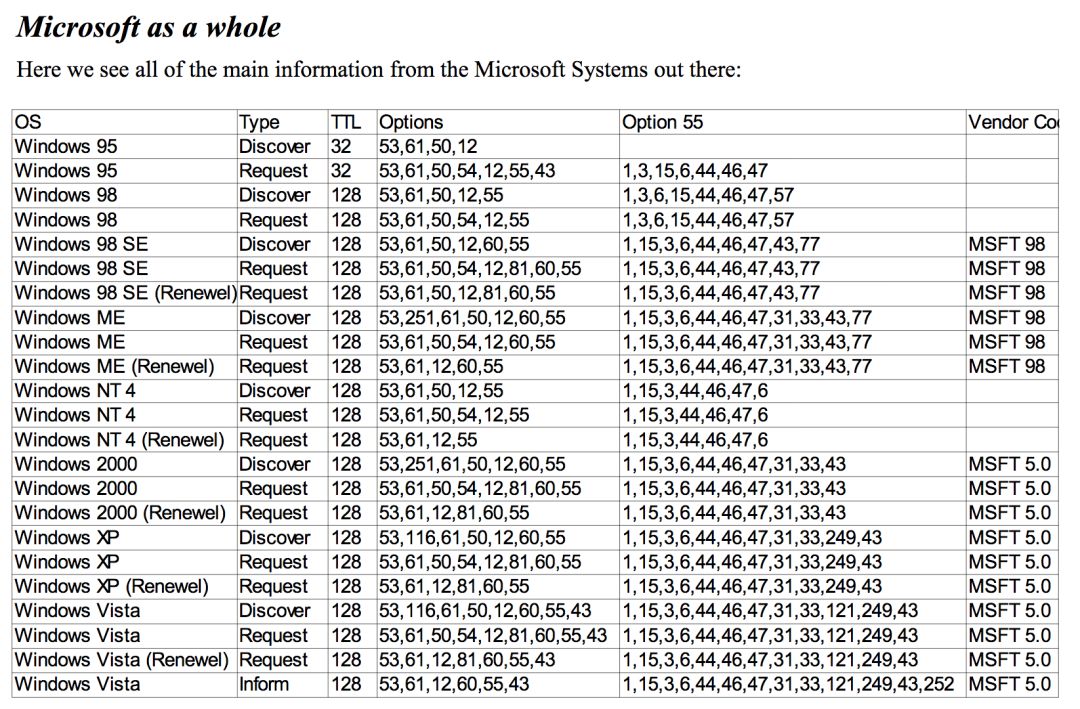 Microsoft as a whole
Here we see all of the main information from the Microsoft Systems out there:
OS Type TTL Options Option 55 Vendor Co
Windows 95 Discover 32 53,61,50,12
Windows 95 Request 32 53,61,50,54,12,55,43 1,3,15,6,44,46,47
Windows 98 Discover 128 53,61,50,12,55 1,3,6,15,44,46,47,57
Windows 98 Request 128 53,61,50,54,12,55 1,3,6,15,44,46,47,57
Windows 98 SE Discover 128 53,61,50,12,60,55 1,15,3,6,44,46,47,43,77 MSFT 98
Windows 98 SE Request 128 53,61,50,54,12,81,60,55 1,15,3,6,44,46,47,43,77 MSFT 98
Windows 98 SE (Renewel) Request 128 53,61,50,12,81,60,55 1,15,3,6,44,46,47,43,77 MSFT 98
Windows ME Discover 128 53,251,61,50,12,60,55 1,15,3,6,44,46,47,31,33,43,77 MSFT 98
Windows ME Request 128 53,61,50,54,12,60,55 1,15,3,6,44,46,47,31,33,43,77 MSFT 98
Windows ME (Renewel) Request 128 53,61,12,60,55 1,15,3,6,44,46,47,31,33,43,77 MSFT 98
Windows NT 4 Discover 128 53,61,50,12,55 1,15,3,44,46,47,6
Windows NT 4 Request 128 53,61,50,54,12,55 1,15,3,44,46,47,6
Windows NT 4 (Renewel) Request 128 53,61,12,55 1,15,3,44,46,47,6
Windows 2000 Discover 128 53,251,61,50,12,60,55 1,15,3,6,44,46,47,31,33,43 MSFT 5.0
Windows 2000 Request 128 53,61,50,54,12,81,60,55 1,15,3,6,44,46,47,31,33,43 MSFT 5.0
Windows 2000 (Renewel) Request 128 53,61,12,81,60,55 1,15,3,6,44,46,47,31,33,43 MSFT 5.0
Windows XP Discover 128 53,116,61,50,12,60,55 1,15,3,6,44,46,47,31,33,249,43 MSFT 5.0
Windows XP Request 128 53,61,50,54,12,81,60,55 1,15,3,6,44,46,47,31,33,249,43 MSFT 5.0
Windows XP (Renewel) Request 128 53,61,12,81,60,55 1,15,3,6,44,46,47,31,33,249,43 MSFT 5.0
Windows Vista Discover 128 53,116,61,50,12,60,55,43 1,15,3,6,44,46,47,31,33,121,249,43 MSFT 5.0
Windows Vista Request 128 53,61,50,54,12,81,60,55,43 1,15,3,6,44,46,47,31,33,121,249,43 MSFT 5.0
Windows Vista (Renewel) Request 128 53,61,12,81,60,55,43 1,15,3,6,44,46,47,31,33,121,249,43 MSFT 5.0
Windows Vista Inform 128 53,61,12,60,55,43 1,15,3,6,44,46,47,31,33,121,249,43,252 MSFT 5.0